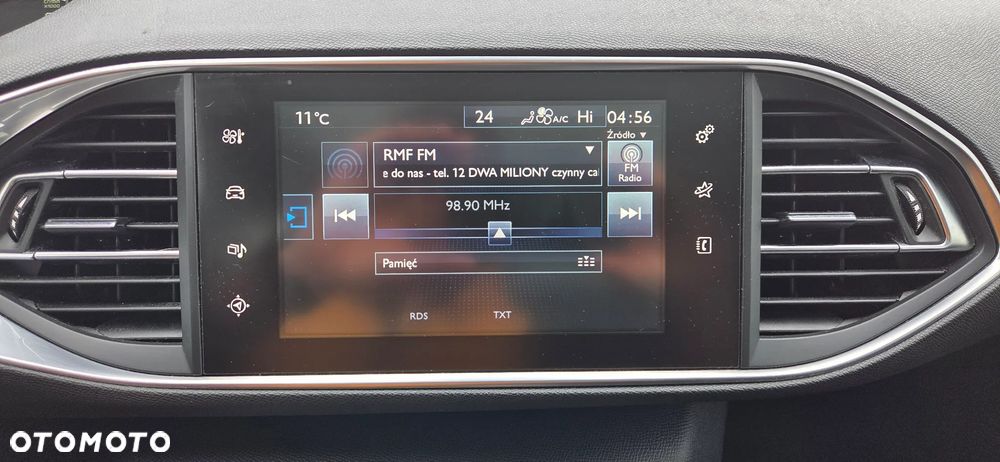 11°C
24 A/C Hi 04:56
Źródło ▼
RMF FM ▼
e do nas - tel. 12 DWA MILIONY czynny ca
FM
Radio
98.90 MHz
Pamięć
RDS TXT
OTOMOTO